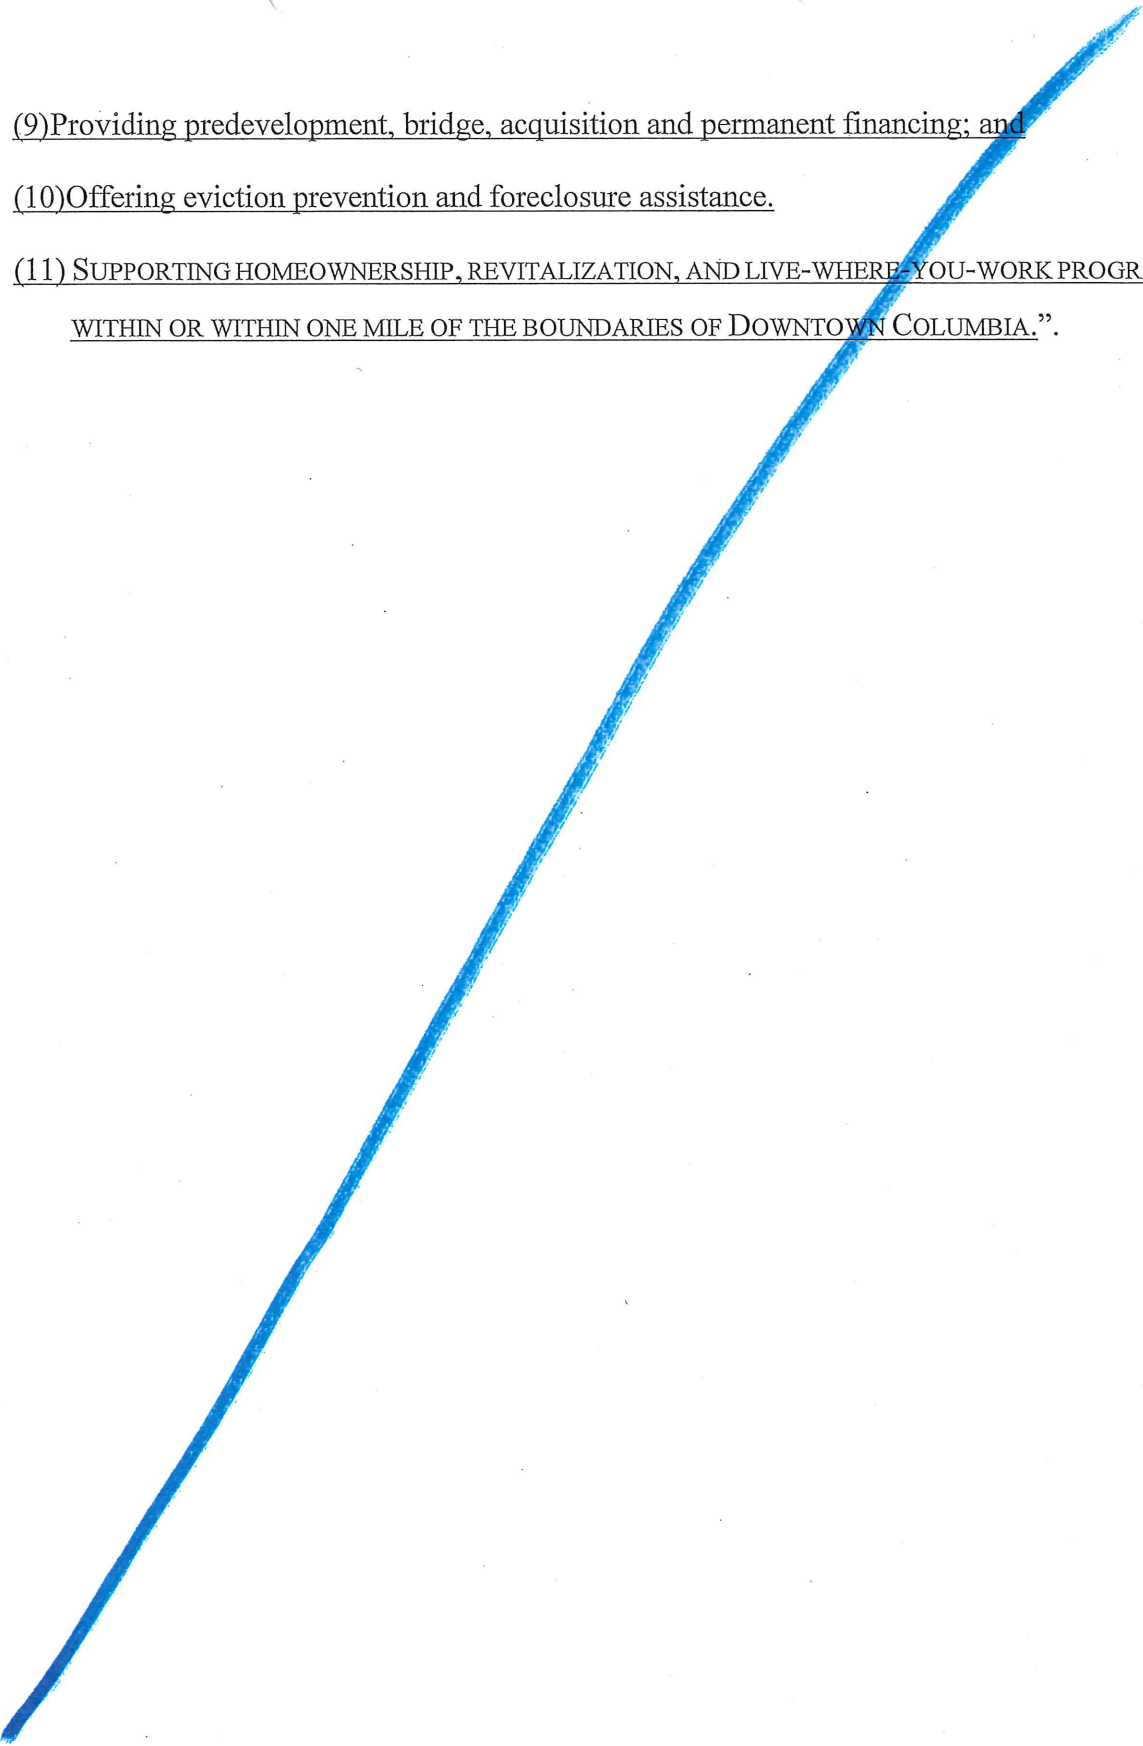 (9)Providing predevelopment, bridge, acquisition and permanent financing; and
(10)Offering eviction prevention and foreclosure assistance.
(11) SUPPORTING HOMEOWNERSHIP, REVITALIZATION, AND LIVE-WHERE-YOU-WORK PROGR
WITHIN OR WITHIN ONE MILE OF THE BOUNDARIES OF DOWNTOWN COLUMBIA.”.